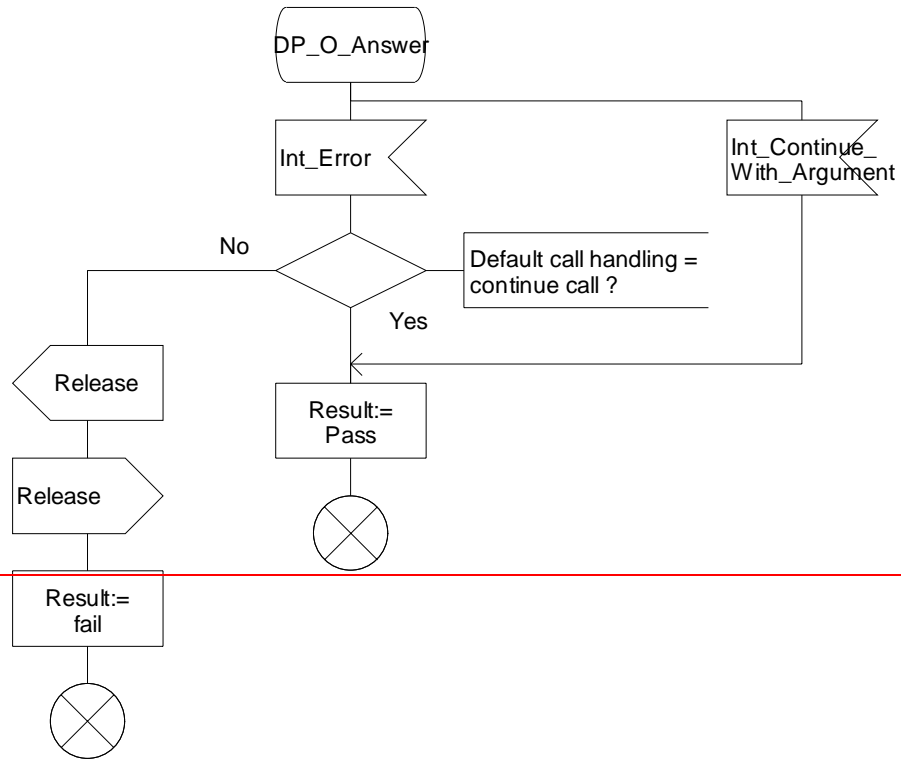 DP_O_Answer
Int_Error
Int_Continue_
With_Argument
No
Default call handling =
continue call ?
Yes
Release
Result:=
Pass
Release
Result:=
fail